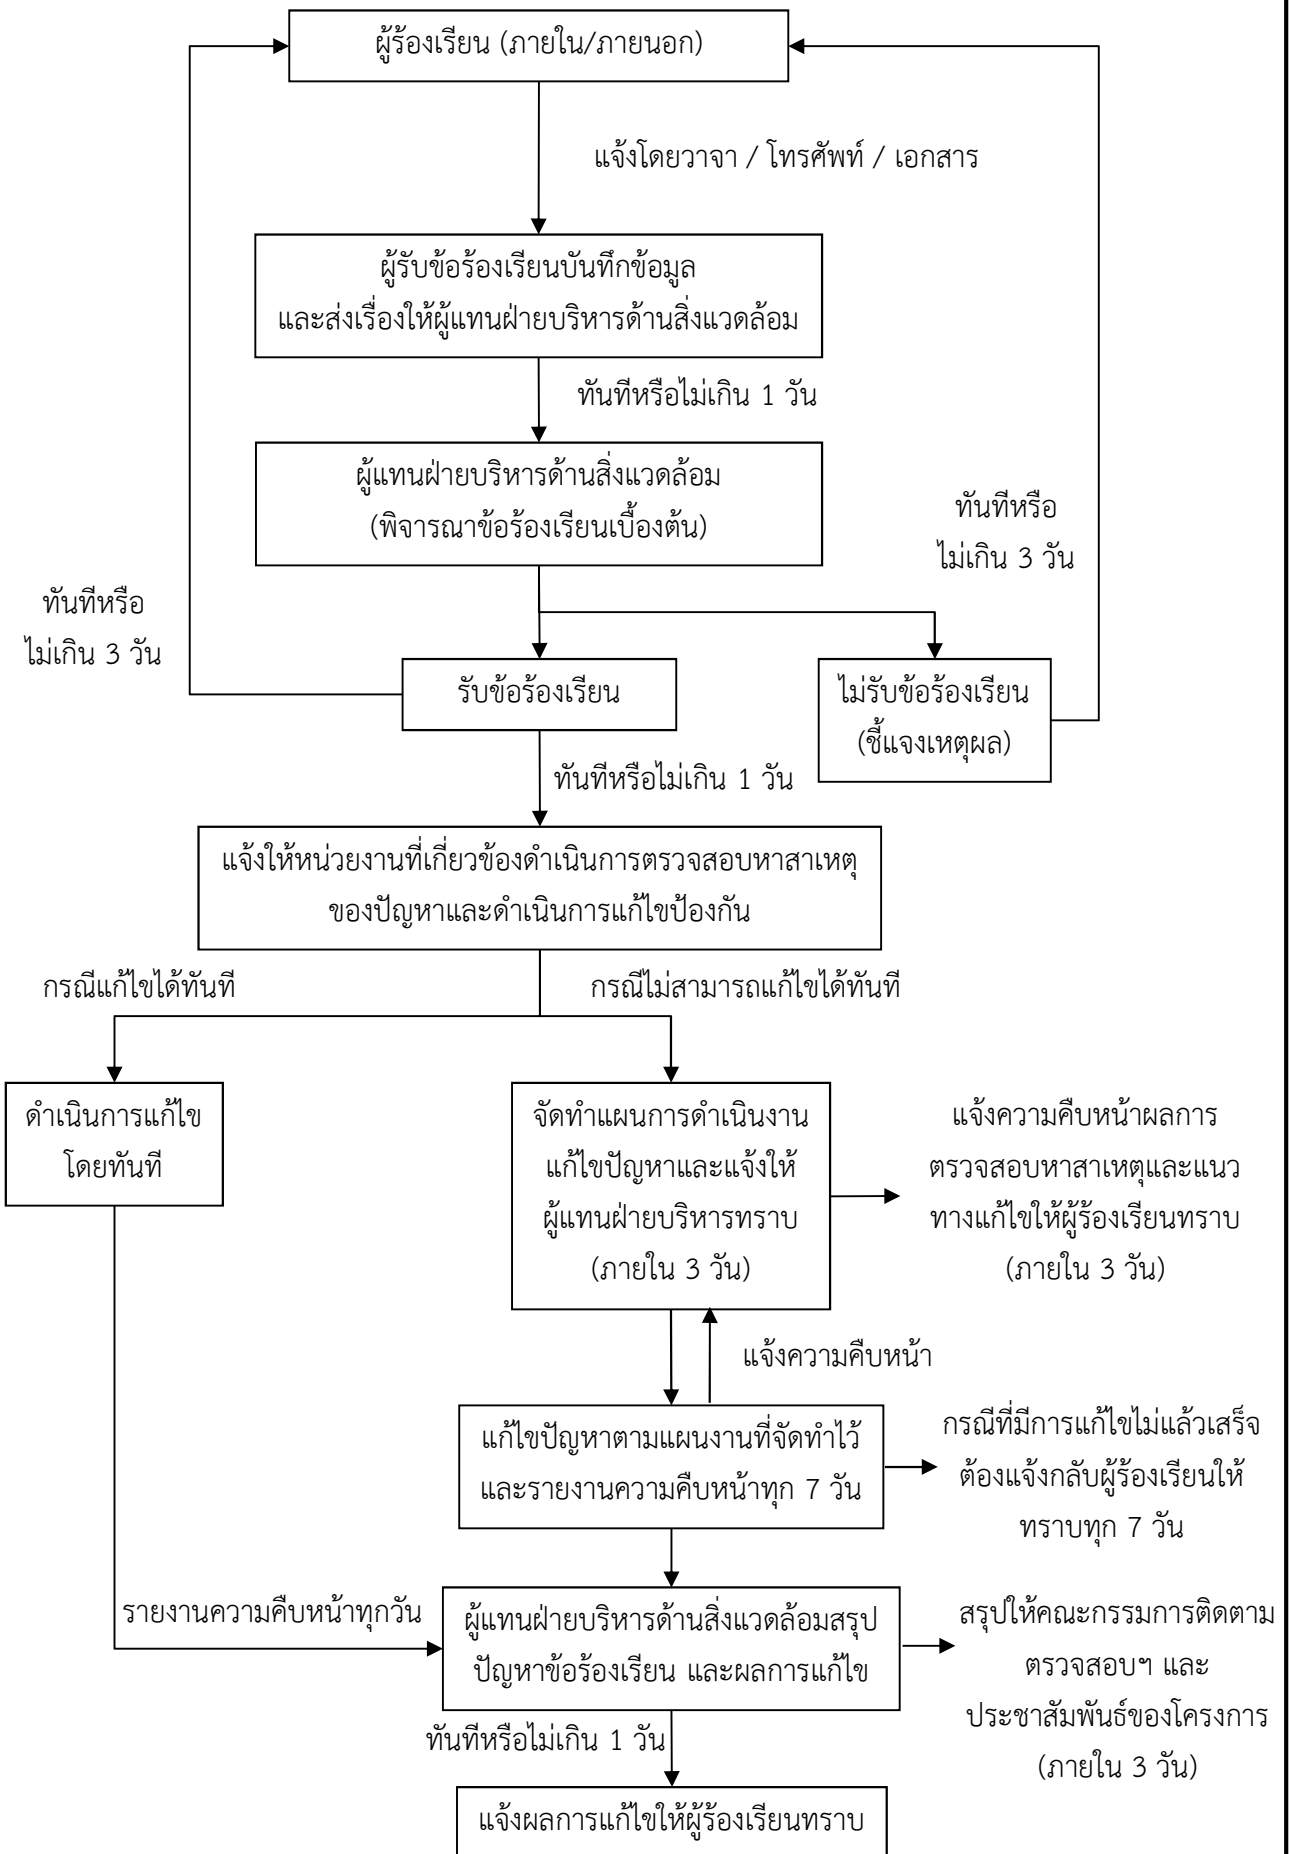 ผู้ร้องเรียน (ภายใน/ภายนอก)
แจ้งโดยวาจา / โทรศัพท์ / เอกสาร
ผู้รับข้อร้องเรียนบันทึกข้อมูล
และส่งเรื่องให้ผู้แทนฝ่ายบริหารด้านสิ่งแวดล้อม
ทันทีหรือไม่เกิน 1 วัน
ผู้แทนฝ่ายบริหารด้านสิ่งแวดล้อม
(พิจารณาข้อร้องเรียนเบื้องต้น)
ทันทีหรือ
ไม่เกิน 3 วัน
ทันทีหรือ
ไม่เกิน 3 วัน
รับข้อร้องเรียน
ไม่รับข้อร้องเรียน
(ชี้แจงเหตุผล)
ทันทีหรือไม่เกิน 1 วัน
แจ้งให้หน่วยงานที่เกี่ยวข้องดำเนินการตรวจสอบหาสาเหตุ
ของปัญหาและดำเนินการแก้ไขป้องกัน
กรณีแก้ไขได้ทันที
กรณีไม่สามารถแก้ไขได้ทันที
ดำเนินการแก้ไข
โดยทันที
จัดทำแผนการดำเนินงาน
แก้ไขปัญหาและแจ้งให้
ผู้แทนฝ่ายบริหารทราบ
(ภายใน 3 วัน)
แจ้งความคืบหน้าผลการ
ตรวจสอบหาสาเหตุและแนว
ทางแก้ไขให้ผู้ร้องเรียนทราบ
(ภายใน 3 วัน)
แจ้งความคืบหน้า
แก้ไขปัญหาตามแผนงานที่จัดทำไว้
และรายงานความคืบหน้าทุก 7 วัน
กรณีที่มีการแก้ไขไม่แล้วเสร็จ
ต้องแจ้งกลับผู้ร้องเรียนให้
ทราบทุก 7 วัน
รายงานความคืบหน้าทุกวัน
ผู้แทนฝ่ายบริหารด้านสิ่งแวดล้อมสรุป
ปัญหาข้อร้องเรียน และผลการแก้ไข
สรุปให้คณะกรรมการติดตาม
ตรวจสอบฯ และ
ประชาสัมพันธ์ของโครงการ
(ภายใน 3 วัน)
ทันทีหรือไม่เกิน 1 วัน
แจ้งผลการแก้ไขให้ผู้ร้องเรียนทราบ